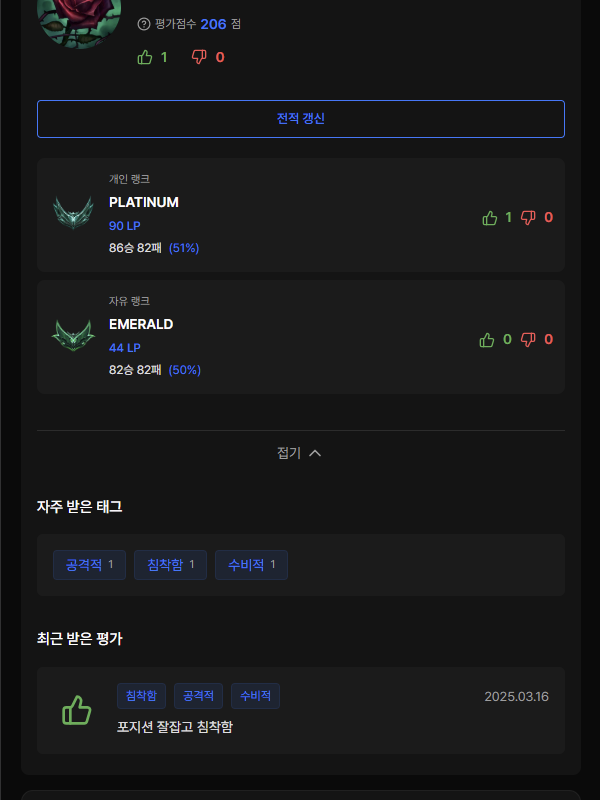 평가점수 206 점
1 0
전적 갱신
개인 랭크
PLATINUM
90 LP
86승 82패 (51%)
1 0
자유 랭크
EMERALD
44 LP
82승 82패 (50%)
0 0
접기
자주 받은 태그
공격적 1 침착함 1 수비적 1
최근 받은 평가
침착함 공격적 수비적
2025.03.16
포지션 잘잡고 침착함